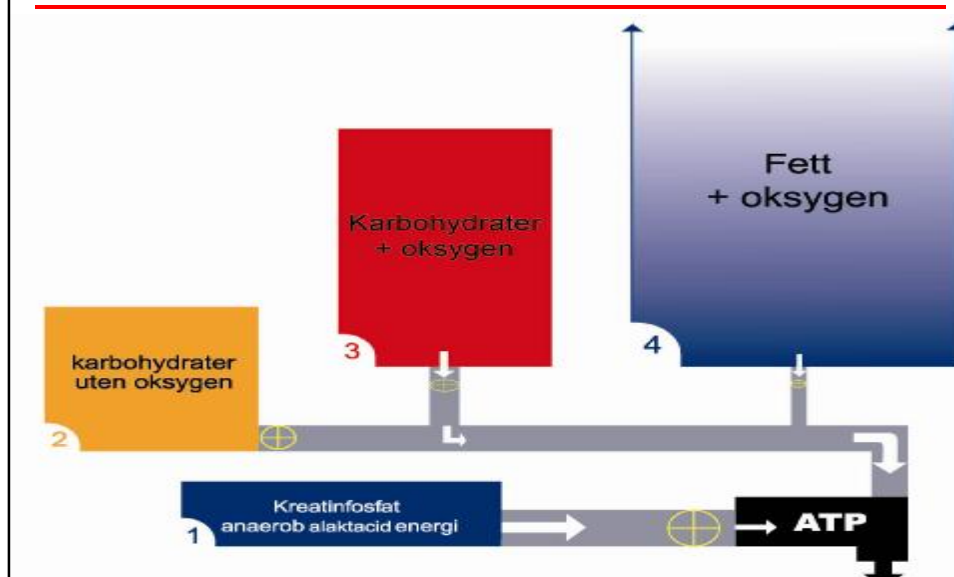 Fett
+ oksygen
Karbohydrater
+ oksygen
3
4
karbohydrater
uten oksygen
2
Kreatinfosfat
anaerob alaktacid energi
1
ATP